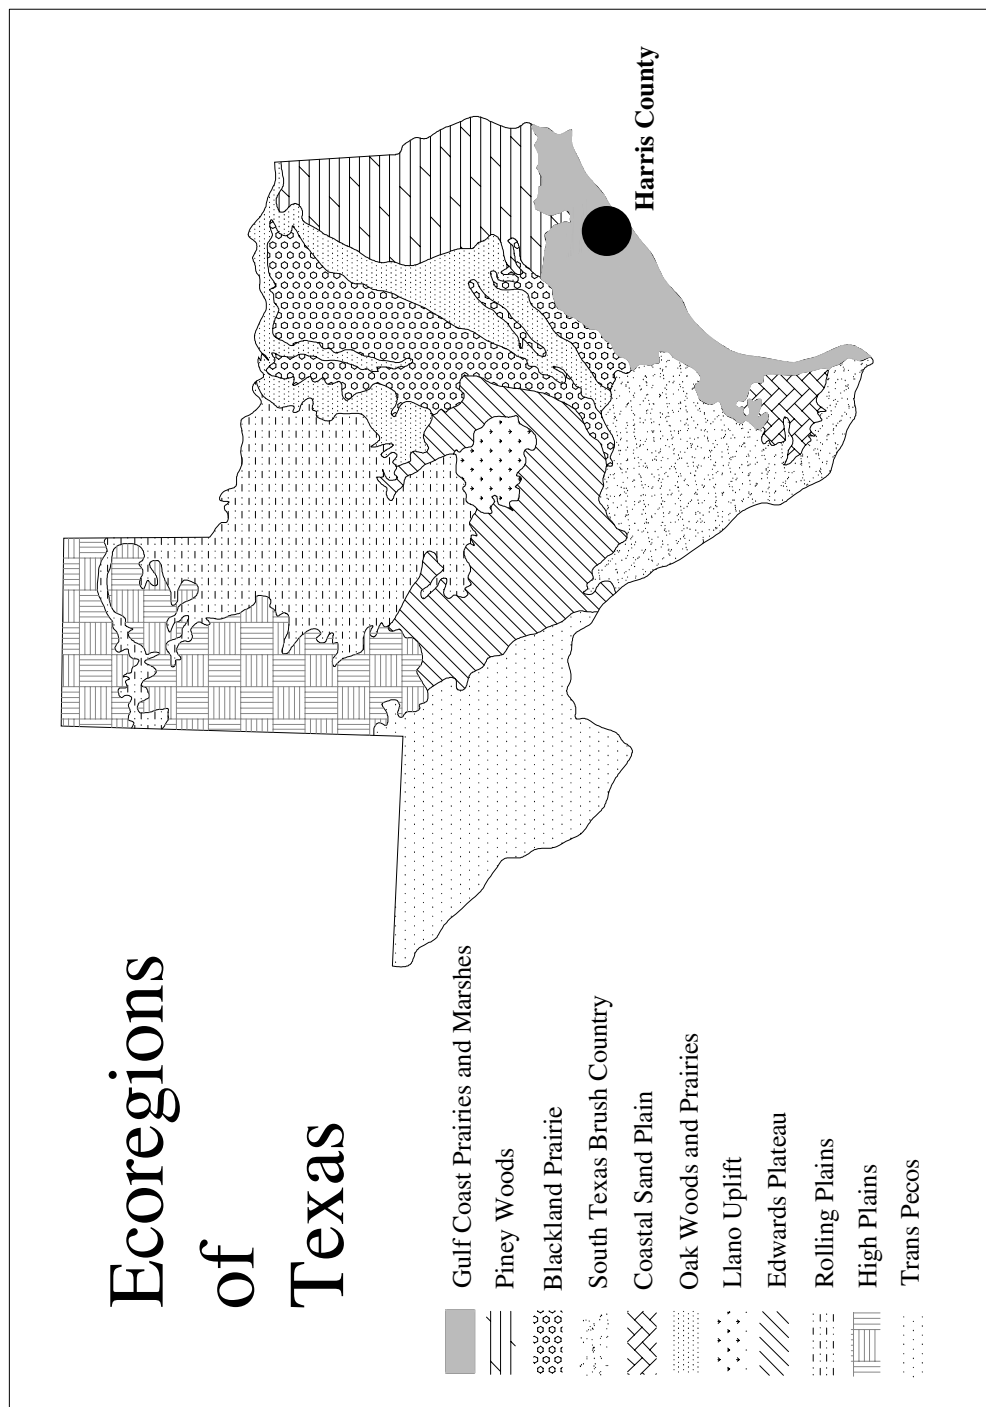 Ecoregions
of
Texas
Harris County
Gulf Coast Prairies and Marshes
Piney Woods
Blackland Prairie
South Texas Brush Country
Coastal Sand Plain
Oak Woods and Prairies
Llano Uplift
Edwards Plateau
Rolling Plains
High Plains
Trans Pecos